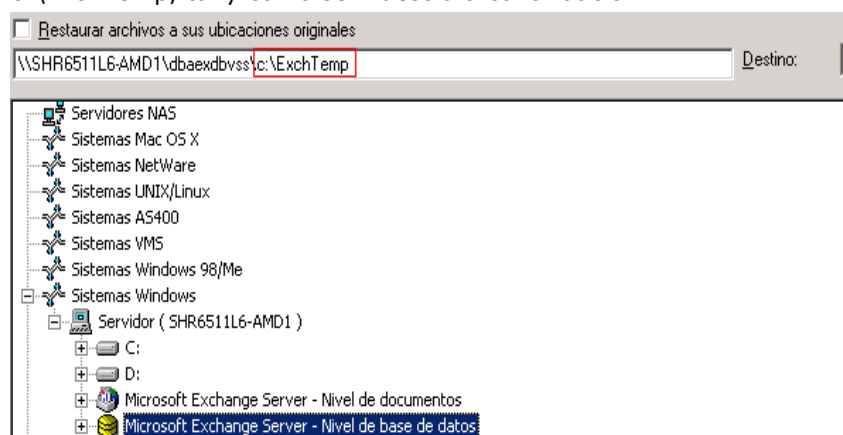 Restaurar archivos a sus ubicaciones originales
\\SHR6511L6-AMD1\dbaexdbvss\c:\ExchTemp
Destino:
Servidores NAS
Sistemas Mac OS X
Sistemas NetWare
Sistemas UNIX/Linux
Sistemas AS400
Sistemas VMS
Sistemas Windows 98/Me
Sistemas Windows
Servidor ( SHR6511L6-AMD1 )
C:
D:
Microsoft Exchange Server - Nivel de documentos
Microsoft Exchange Server - Nivel de base de datos